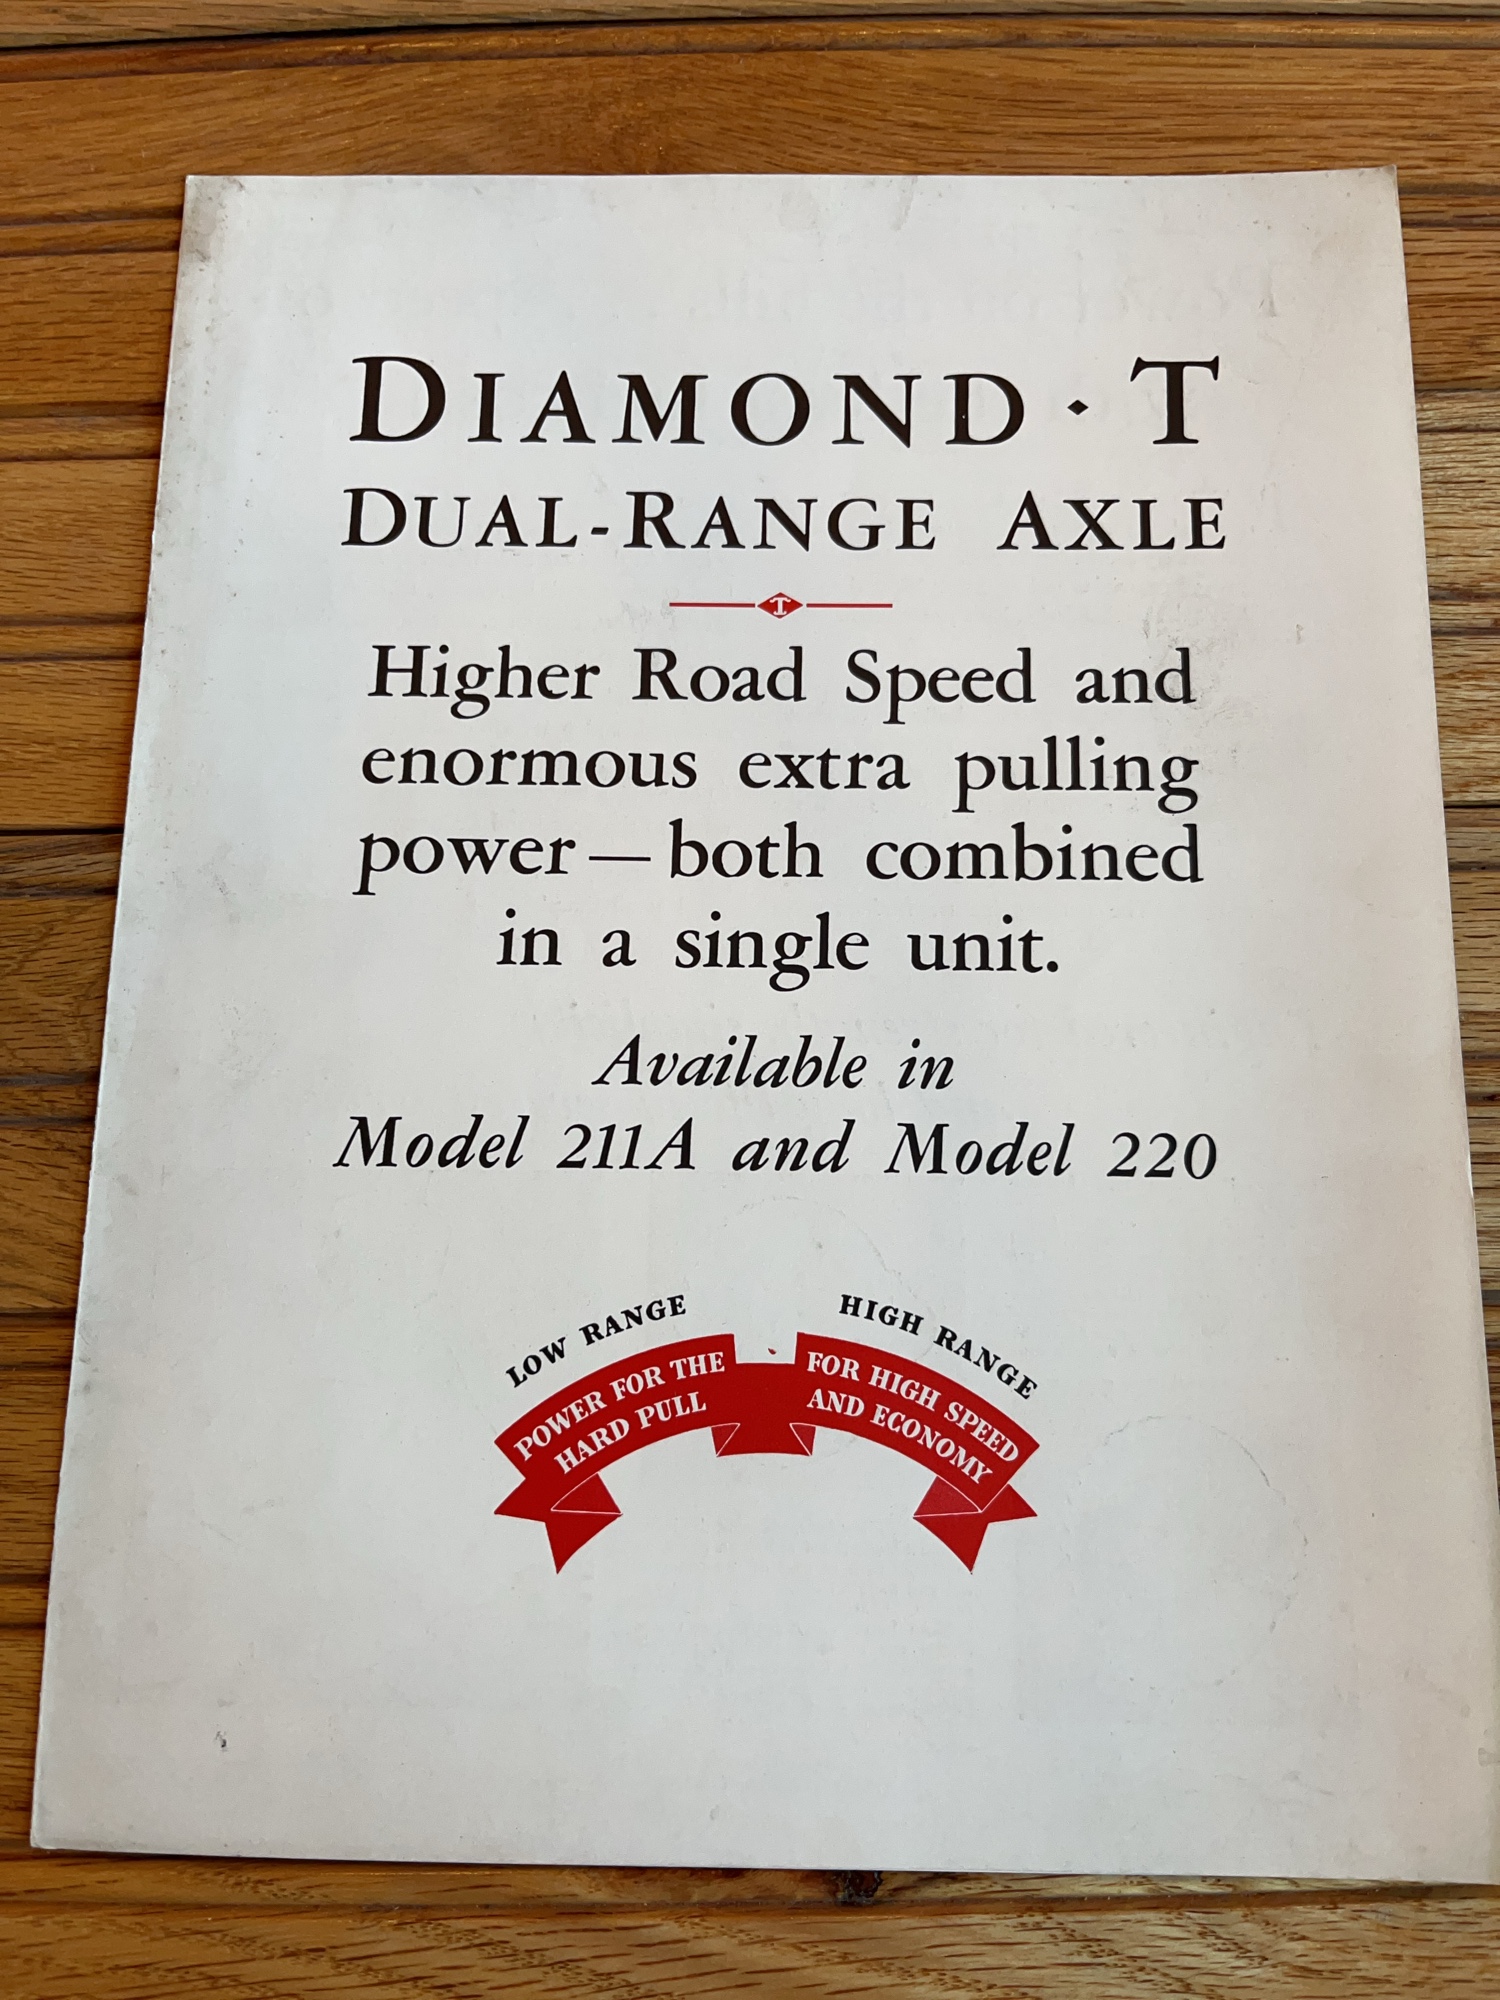 DIAMOND · T
DUAL-RANGE AXLE
T
Higher Road Speed and
enormous extra pulling
power — both combined
in a single unit.
Available in
Model 211A and Model 220
LOW RANGE
POWER FOR THE
HARD PULL
HIGH RANGE
FOR HIGH SPEED
AND ECONOMY